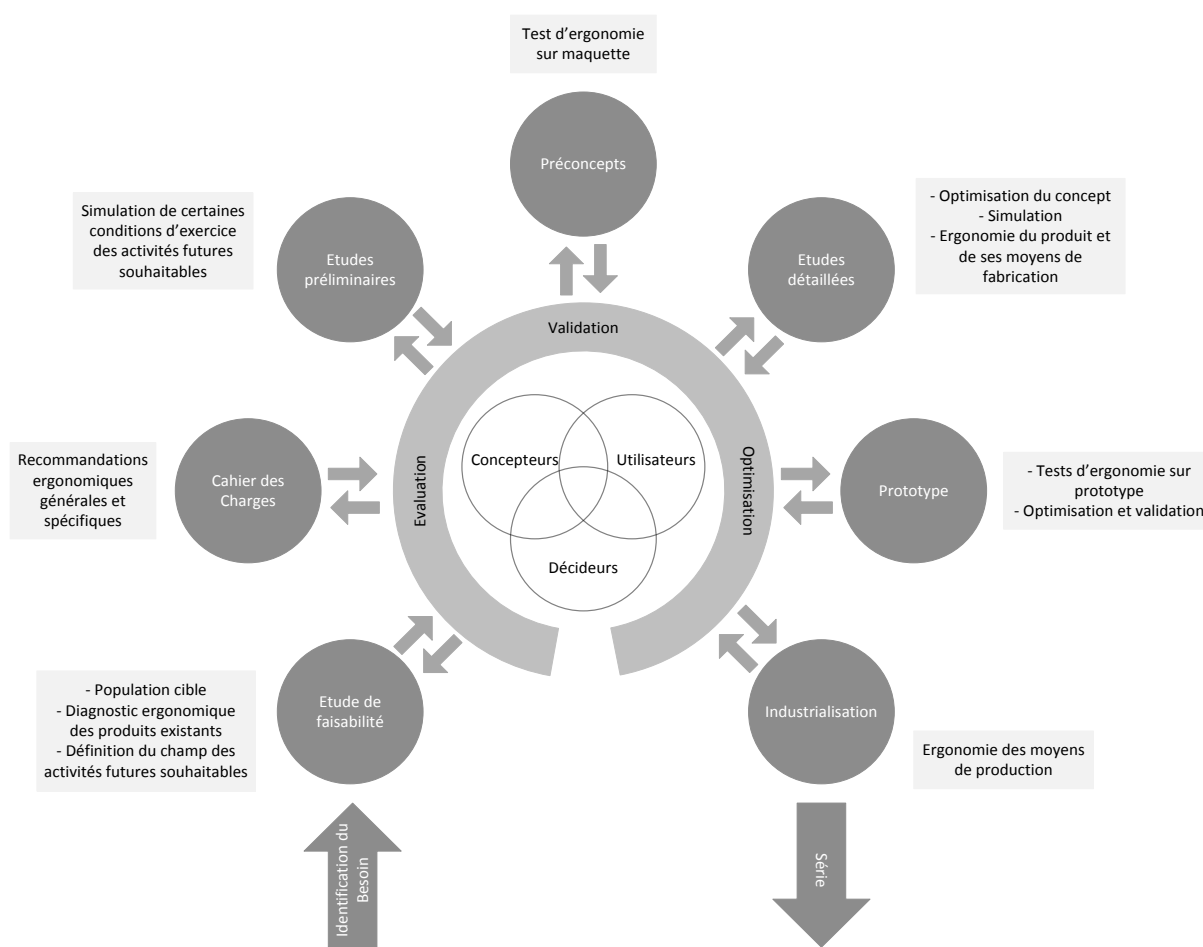 Test d’ergonomie
sur maquette
Préconcepts
Simulation de certaines
conditions d’exercice
des activités futures
souhaitables
Etudes
préliminaires
- Optimisation du concept
- Simulation
- Ergonomie du produit et
de ses moyens de
fabrication
Etudes
détaillées
Validation
Evaluation
Optimisation
Concepteurs
Utilisateurs
Décideurs
Recommandations
ergonomiques
générales et
spécifiques
Cahier des
Charges
Prototype
- Tests d’ergonomie sur
prototype
- Optimisation et validation
- Population cible
- Diagnostic ergonomique
des produits existants
- Définition du champ des
activités futures souhaitables
Etude de
faisabilité
Industrialisation
Ergonomie des moyens
de production
Identification du
Besoin
Série